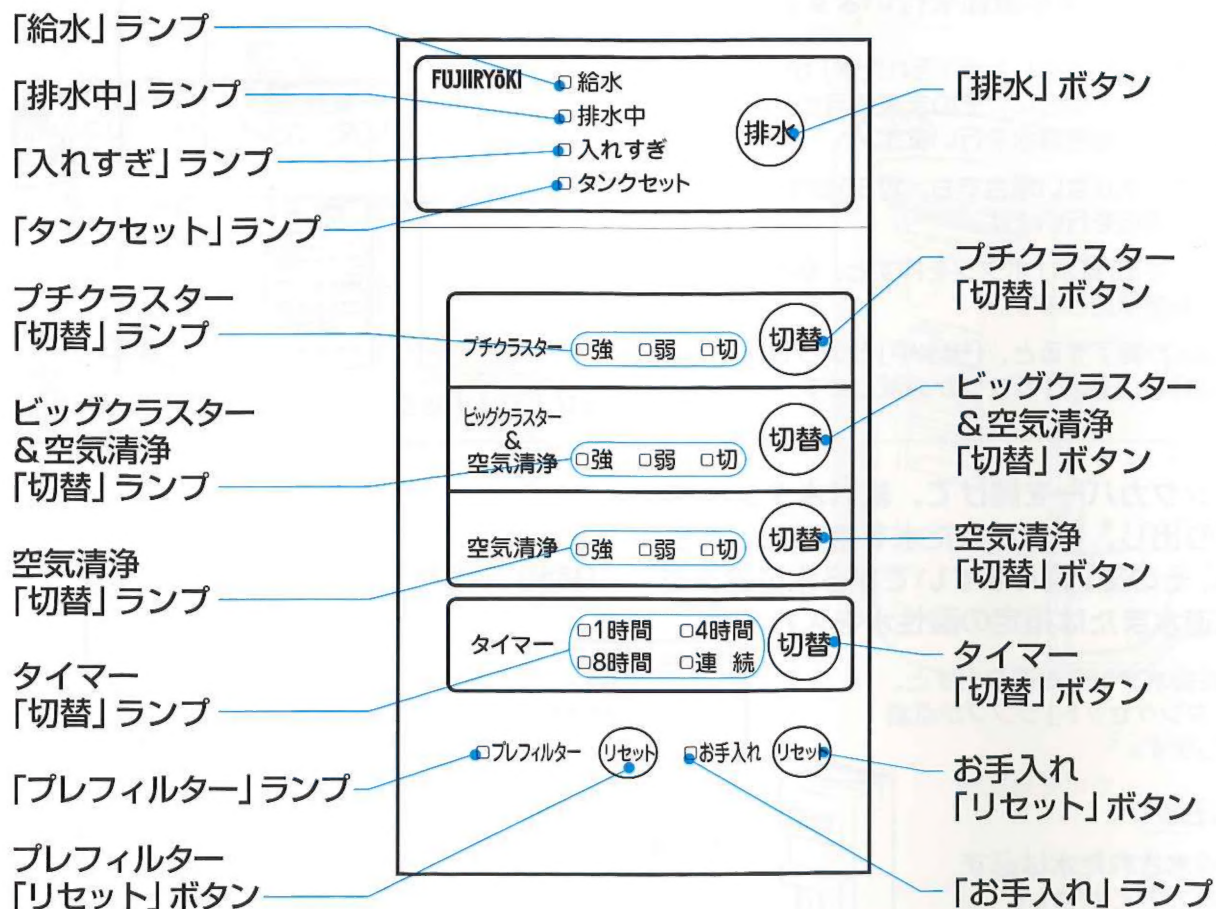 「給水」ランプ
「排水中」ランプ
「入れすぎ」ランプ
「タンクセット」ランプ
プチクラスター
「切替」ランプ
ビッグクラスター
&空気清浄
「切替」ランプ
空気清浄
「切替」ランプ
タイマー
「切替」ランプ
「プレフィルター」ランプ
プレフィルター
「リセット」ボタン
FUJIIRYōKI
給水
排水中
入れすぎ
タンクセット
排水
プチクラスター 強 弱 切 切替
ビッグクラスター
&
空気清浄 強 弱 切 切替
空気清浄 強 弱 切 切替
タイマー 1時間 4時間 切替
8時間 連続
プレフィルター リセット お手入れ リセット
「排水」ボタン
プチクラスター
「切替」ボタン
ビッグクラスター
&空気清浄
「切替」ボタン
空気清浄
「切替」ボタン
タイマー
「切替」ボタン
お手入れ
「リセット」ボタン
「お手入れ」ランプ